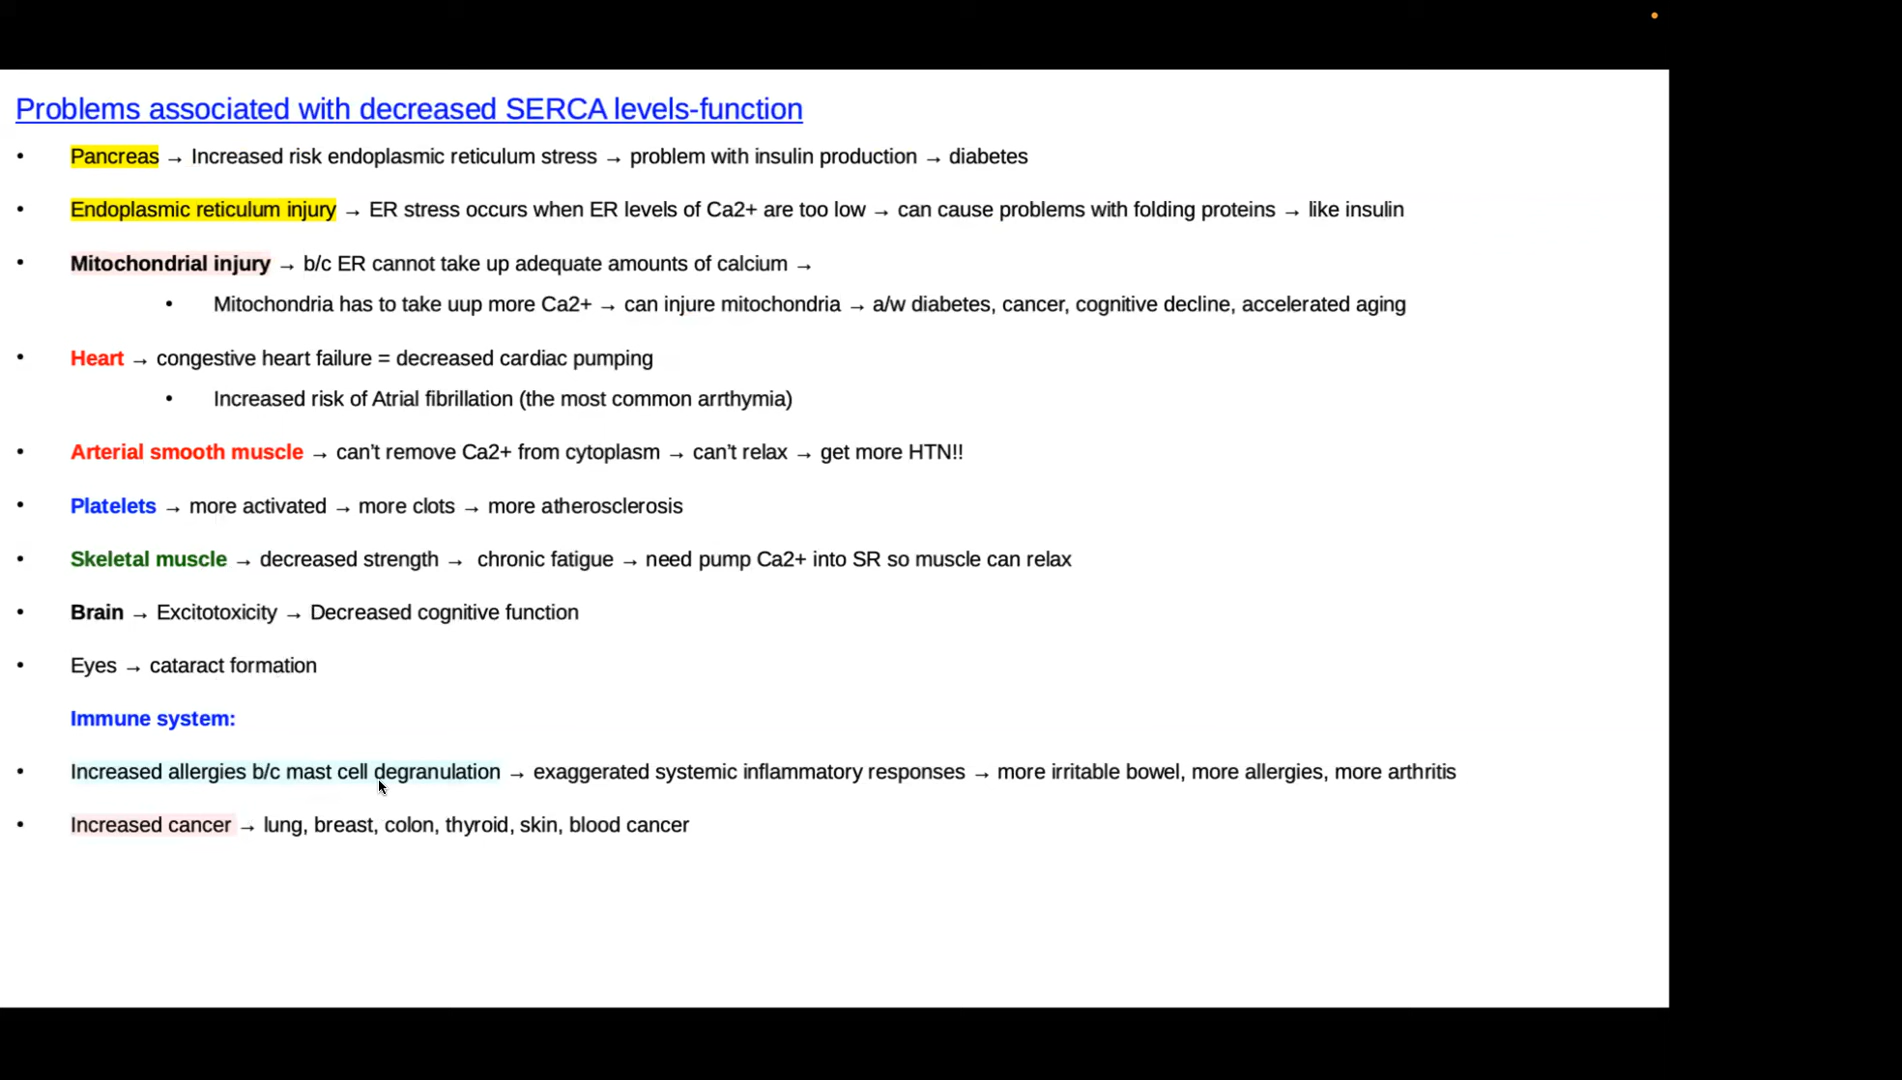 Problems associated with decreased SERCA levels-function
• Pancreas → Increased risk endoplasmic reticulum stress → problem with insulin production → diabetes
• Endoplasmic reticulum injury → ER stress occurs when ER levels of Ca2+ are too low → can cause problems with folding proteins → like insulin
• Mitochondrial injury → b/c ER cannot take up adequate amounts of calcium →
• Mitochondria has to take uup more Ca2+ → can injure mitochondria → a/w diabetes, cancer, cognitive decline, accelerated aging
• Heart → congestive heart failure = decreased cardiac pumping
• Increased risk of Atrial fibrillation (the most common arrthymia)
• Arterial smooth muscle → can't remove Ca2+ from cytoplasm → can't relax → get more HTN!!
• Platelets → more activated → more clots → more atherosclerosis
• Skeletal muscle → decreased strength → chronic fatigue → need pump Ca2+ into SR so muscle can relax
• Brain → Excitotoxicity → Decreased cognitive function
• Eyes → cataract formation
Immune system:
• Increased allergies b/c mast cell degranulation → exaggerated systemic inflammatory responses → more irritable bowel, more allergies, more arthritis
• Increased cancer → lung, breast, colon, thyroid, skin, blood cancer